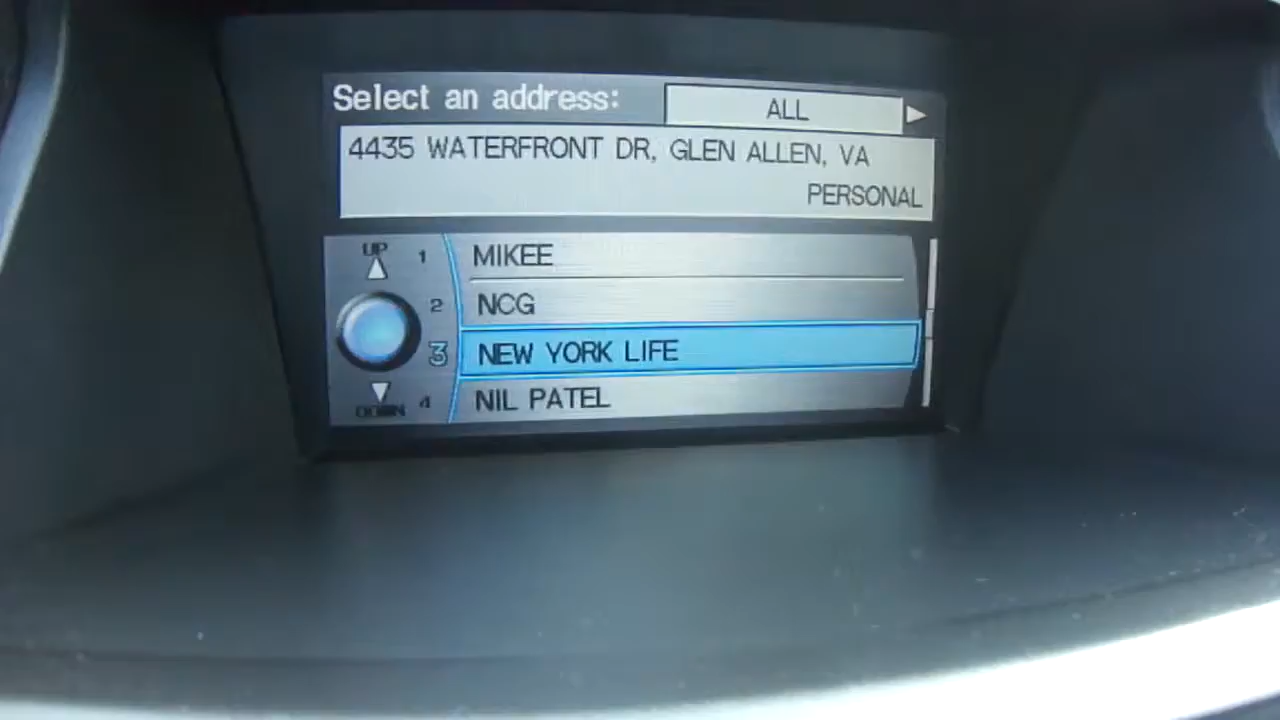 Select an address: ALL
4435 WATERFRONT DR, GLEN ALLEN, VA
PERSONAL
UP
1 MIKEE
2 NCG
3 NEW YORK LIFE
4 NIL PATEL
DOWN